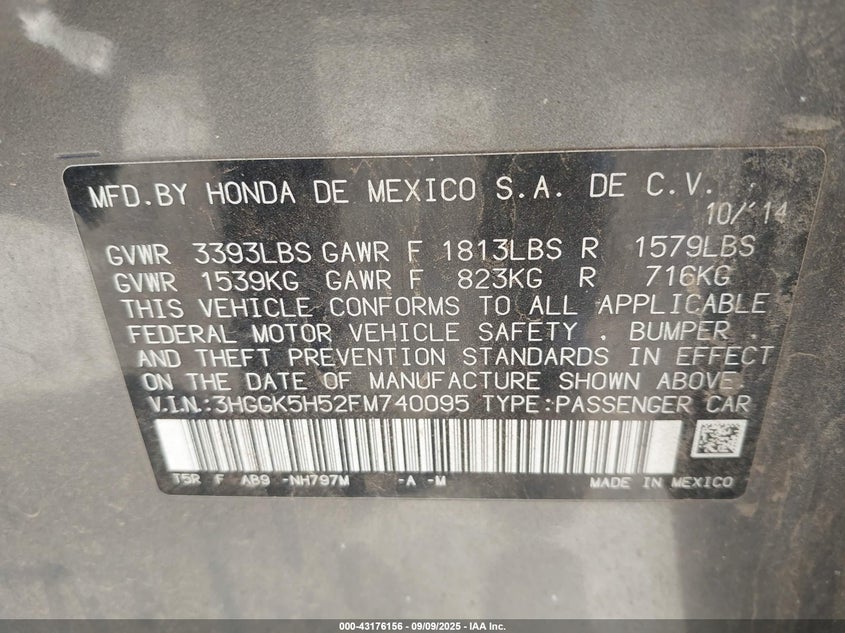 MFD.BY HONDA DE MEXICO S.A. DE C.V.
10/'14
GVWR 3393LBS GAWR F 1813LBS R 1579LBS
GVWR 1539KG GAWR F 823KG R 716KG
THIS VEHICLE CONFORMS TO ALL APPLICABLE
FEDERAL MOTOR VEHICLE SAFETY , BUMPER ,
AND THEFT PREVENTION STANDARDS IN EFFECT
ON THE DATE OF MANUFACTURE SHOWN ABOVE.
V.I.N.:3HGGK5H52FM740095 TYPE:PASSENGER CAR
T5R F AB9 -NH797M -A -M MADE IN MEXICO
000-43176156 - 09/09/2025 - IAA Inc.